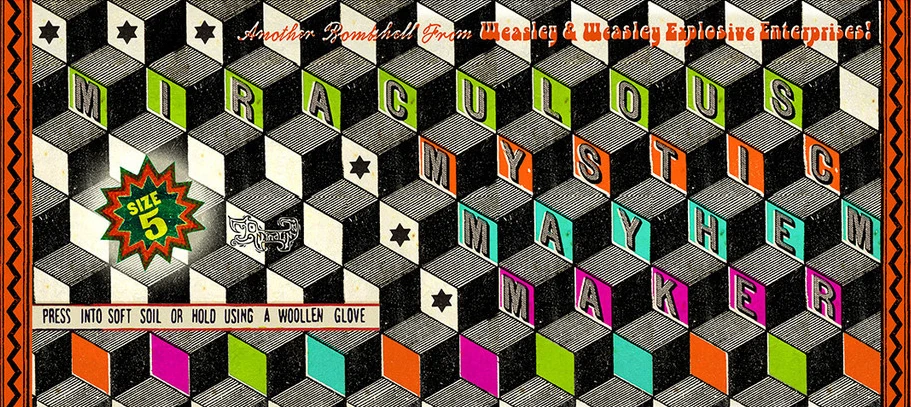 Another Bombshell From Weasley & Weasley Explosive Enterprises!
MIRACULOUS
MYSTIC
MAYHEM
MAKER
SIZE
5
PRESS INTO SOFT SOIL OR HOLD USING A WOOLLEN GLOVE